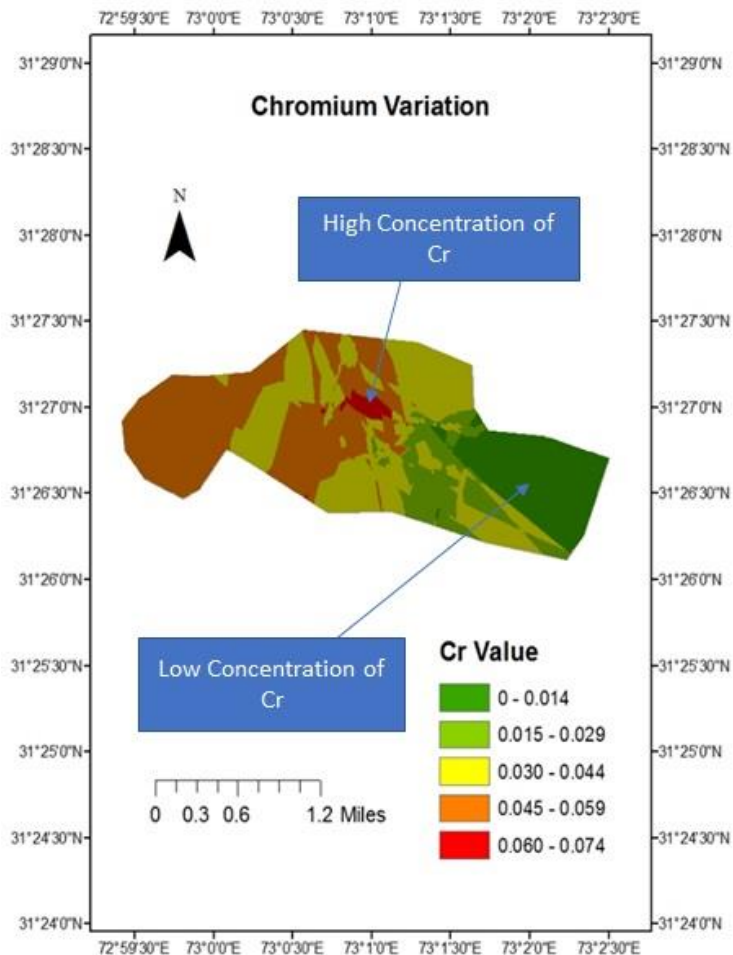 72°59'30"E 73°0'0"E 73°0'30"E 73°1'0"E 73°1'30"E 73°2'0"E 73°2'30"E
31°29'0"N 31°29'0"N
Chromium Variation
31°28'30"N 31°28'30"N
N
High Concentration of
Cr
31°28'0"N 31°28'0"N
31°27'30"N 31°27'30"N
31°27'0"N 31°27'0"N
31°26'30"N 31°26'30"N
31°26'0"N 31°26'0"N
Low Concentration of
Cr
31°25'30"N 31°25'30"N
31°25'0"N 31°25'0"N
31°24'30"N 31°24'30"N
31°24'0"N 31°24'0"N
Cr Value
0 - 0.014
0.015 - 0.029
0.030 - 0.044
0.045 - 0.059
0.060 - 0.074
0 0.3 0.6 1.2 Miles
72°59'30"E 73°0'0"E 73°0'30"E 73°1'0"E 73°1'30"E 73°2'0"E 73°2'30"E